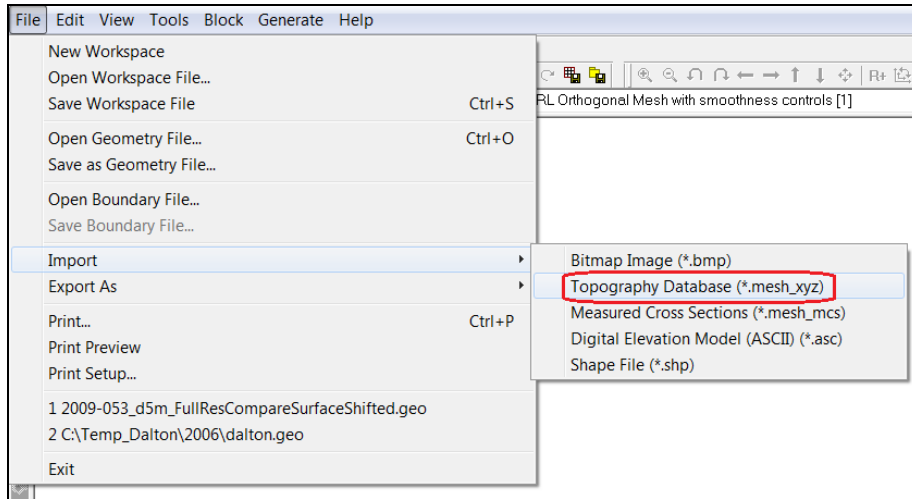 File Edit View Tools Block Generate Help
New Workspace
Open Workspace File...
Save Workspace File Ctrl+S
R+
RL Orthogonal Mesh with smoothness controls [1]
Open Geometry File... Ctrl+O
Save as Geometry File...
Open Boundary File...
Save Boundary File...
Import
Export As
Bitmap Image (*.bmp)
Topography Database (*.mesh_xyz)
Measured Cross Sections (*.mesh_mcs)
Digital Elevation Model (ASCII) (*.asc)
Shape File (*.shp)
Print... Ctrl+P
Print Preview
Print Setup...
1 2009-053_d5m_FullResCompareSurfaceShifted.geo
2 C:\Temp_Dalton\2006\dalton.geo
Exit